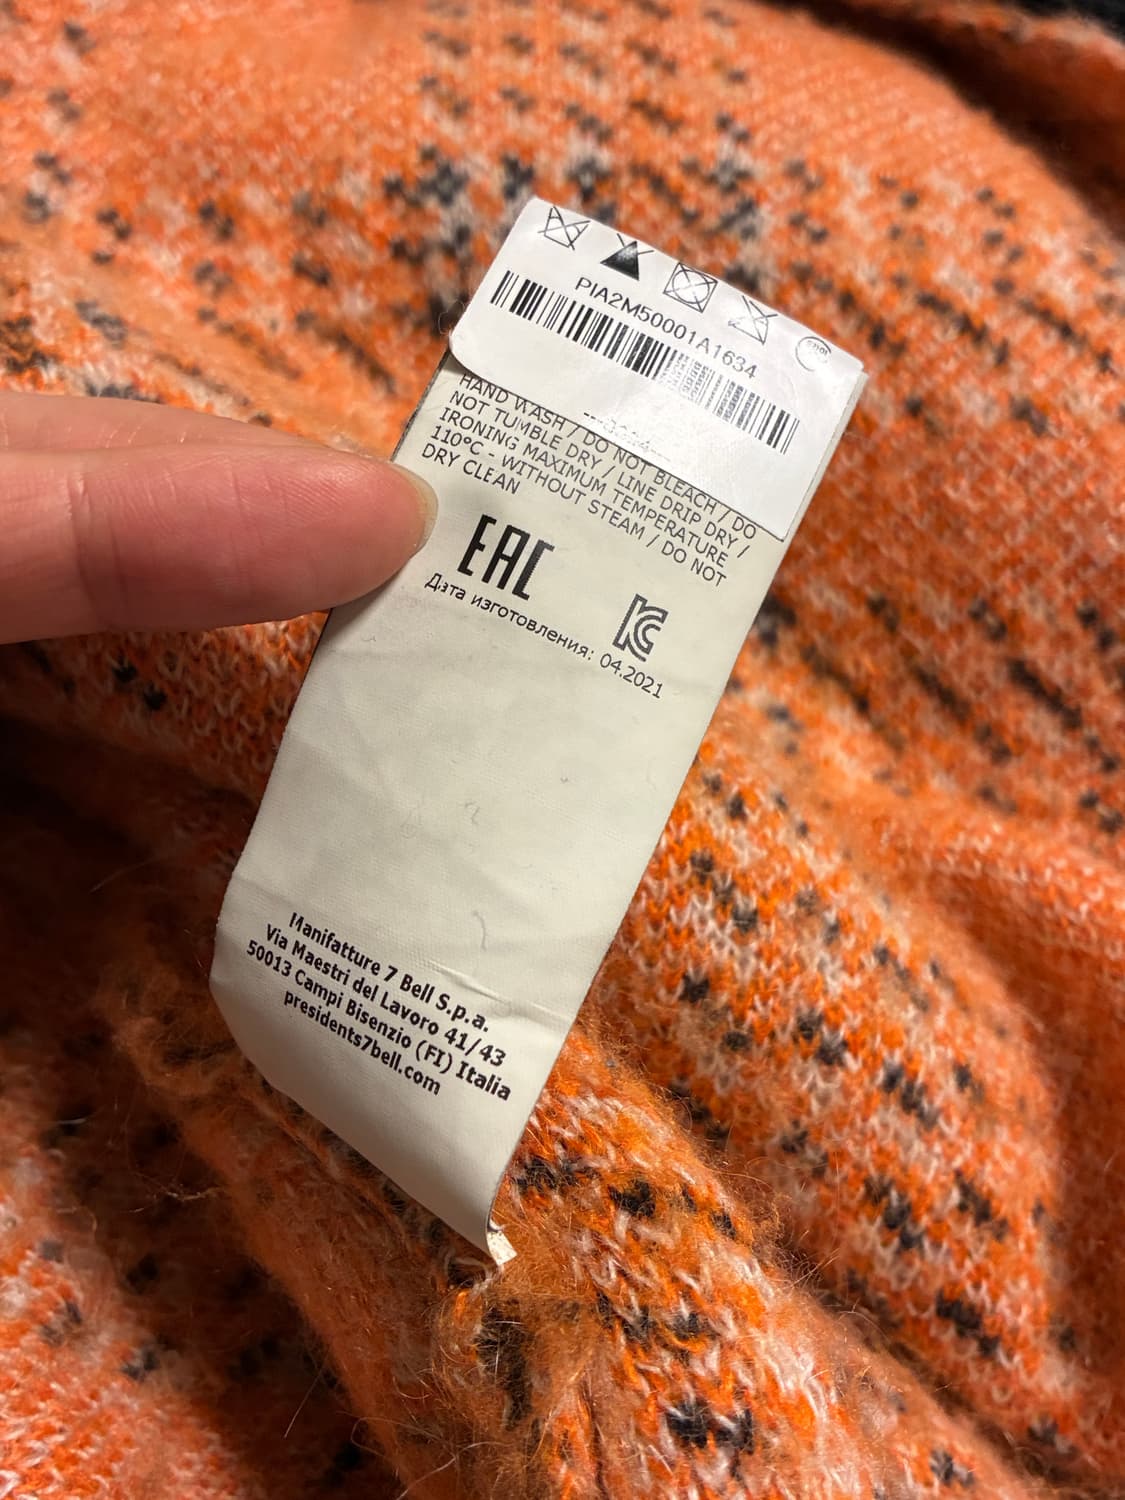 PIA2M50001A1634
HAND WASH / DO NOT BLEACH / DO
NOT TUMBLE DRY / LINE DRIP DRY /
IRONING MAXIMUM TEMPERATURE
110°C - WITHOUT STEAM / DO NOT
DRY CLEAN
EAC
KC
Дата изготовления: 04.2021
Manifatture 7 Bell S.p.a.
Via Maestri del Lavoro 41/43
50013 Campi Bisenzio (FI) Italia
presidents7bell.com